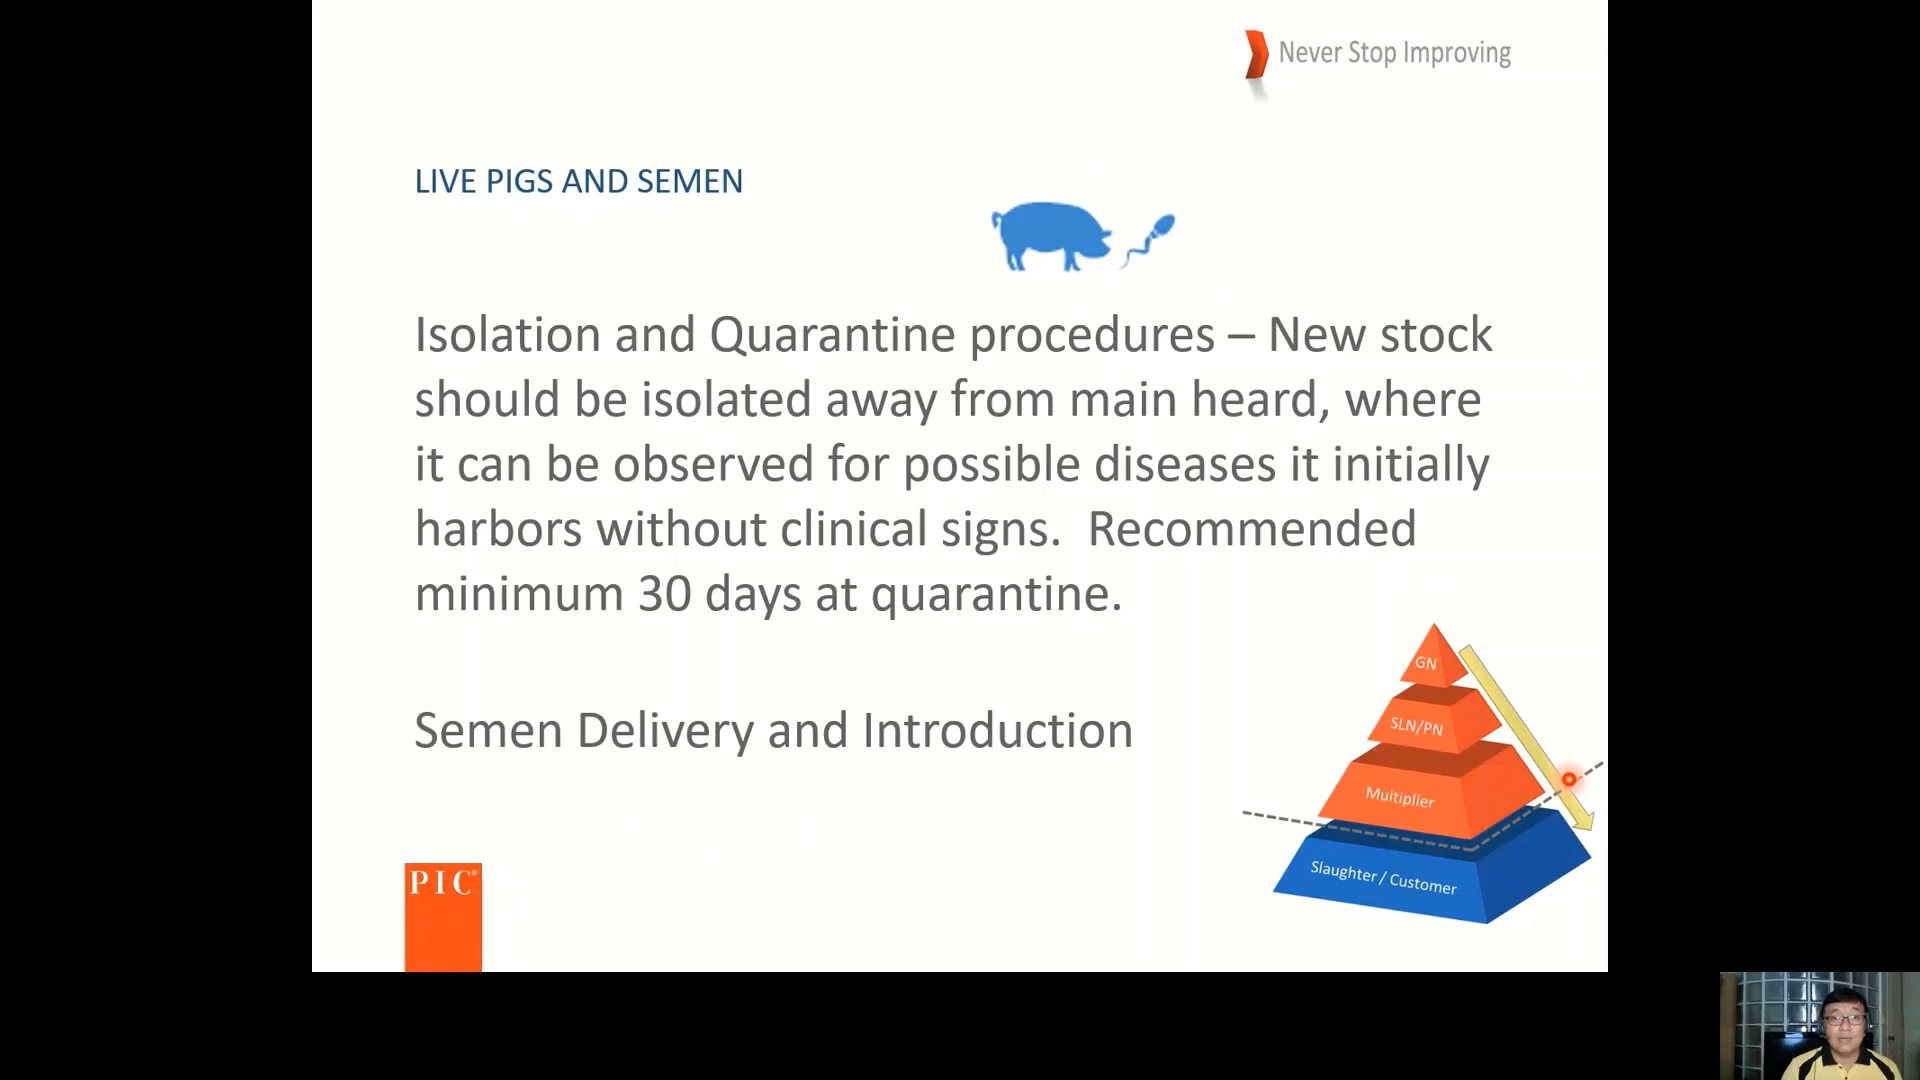 Never Stop Improving
LIVE PIGS AND SEMEN
Isolation and Quarantine procedures – New stock
should be isolated away from main heard, where
it can be observed for possible diseases it initially
harbors without clinical signs.  Recommended
minimum 30 days at quarantine.
Semen Delivery and Introduction
GN
SLN/PN
Multiplier
Slaughter / Customer
PIC®